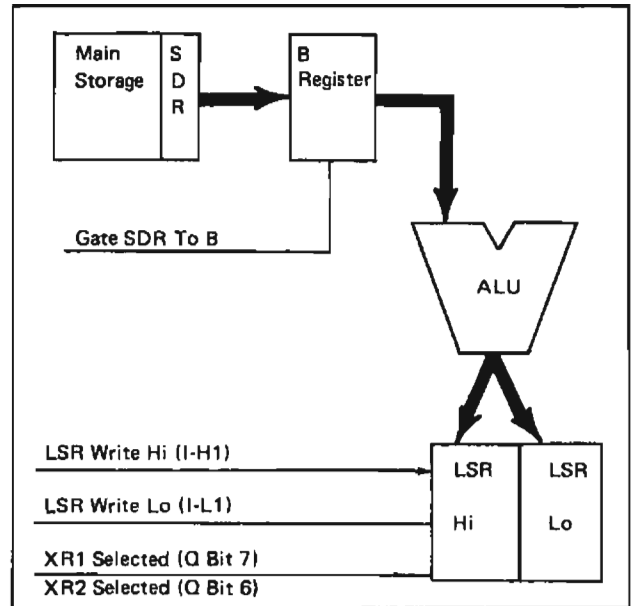 Main
Storage
S
D
R
B
Register
Gate SDR To B
ALU
LSR Write Hi (I-H1)
LSR Write Lo (I-L1)
XR1 Selected (Q Bit 7)
XR2 Selected (Q Bit 6)
LSR
Hi
LSR
Lo